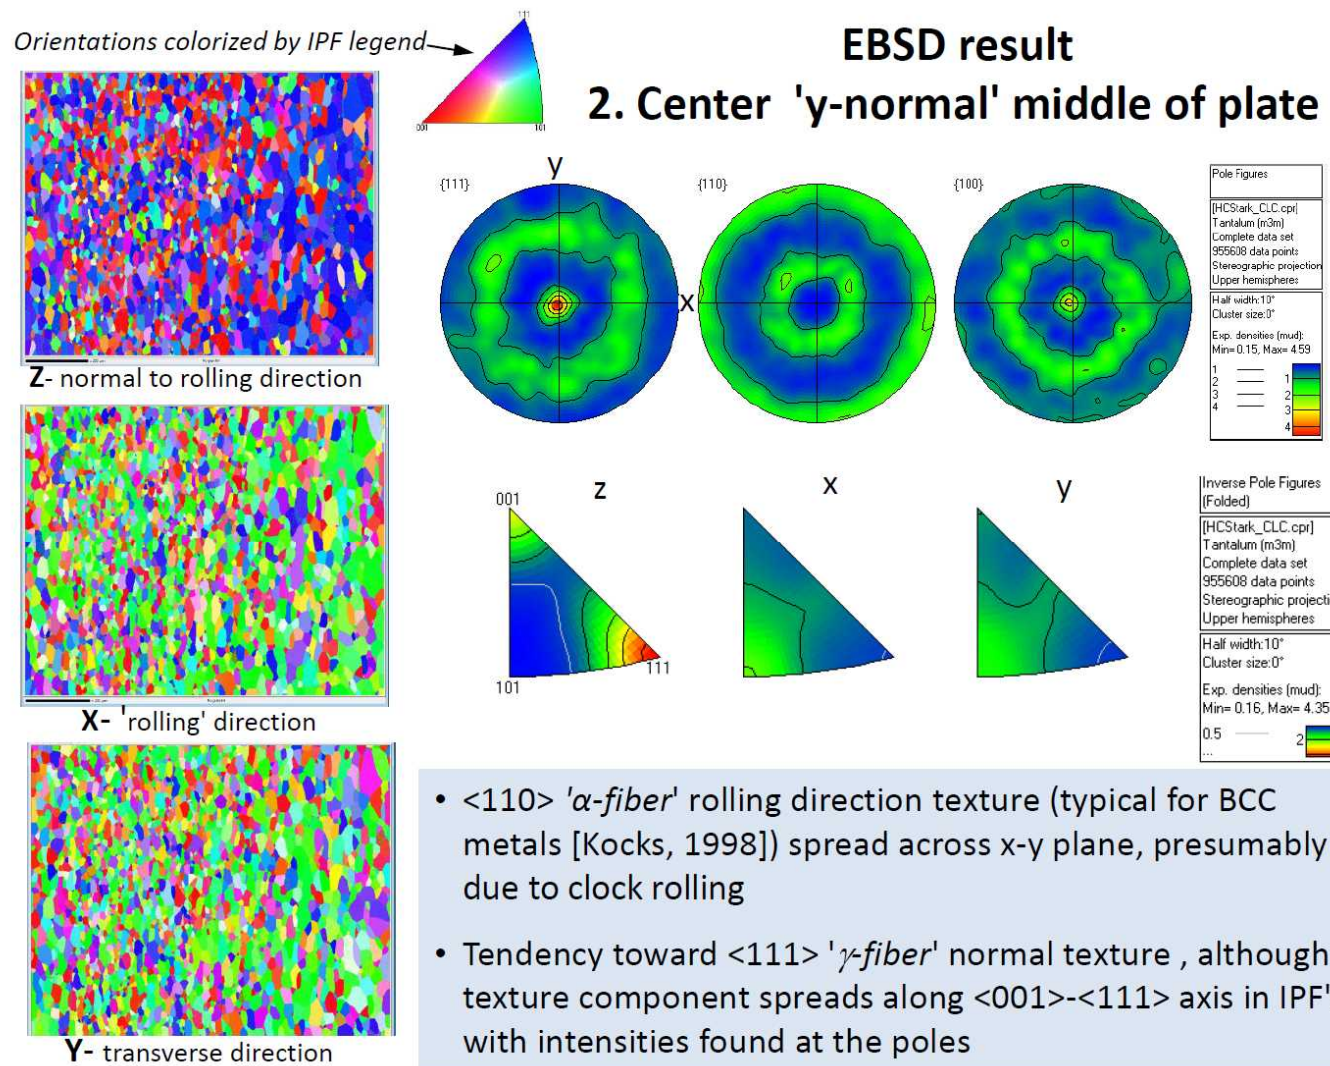 Orientations colorized by IPF legend
111
001
101
EBSD result
2. Center 'y-normal' middle of plate
Z- normal to rolling direction
X- 'rolling' direction
Y- transverse direction
y
x
{111}
{110}
{100}
Pole Figures
[HCStark_CLC.cpr]
Tantalum (m3m)
Complete data set
955608 data points
Stereographic projection
Upper hemispheres
Half width:10°
Cluster size:0°
Exp. densities (mud):
Min= 0.15, Max= 4.59
1
2
3
4
1
2
3
4
z
x
y
001
101
111
Inverse Pole Figures
(Folded)
[HCStark_CLC.cpr]
Tantalum (m3m)
Complete data set
955608 data points
Stereographic projecti
Upper hemispheres
Half width:10°
Cluster size:0°
Exp. densities (mud):
Min= 0.16, Max= 4.35
0.5
2
...
• <110> 'α-fiber' rolling direction texture (typical for BCC
metals [Kocks, 1998]) spread across x-y plane, presumably
due to clock rolling
• Tendency toward <111> 'γ-fiber' normal texture , although
texture component spreads along <001>-<111> axis in IPF'
with intensities found at the poles